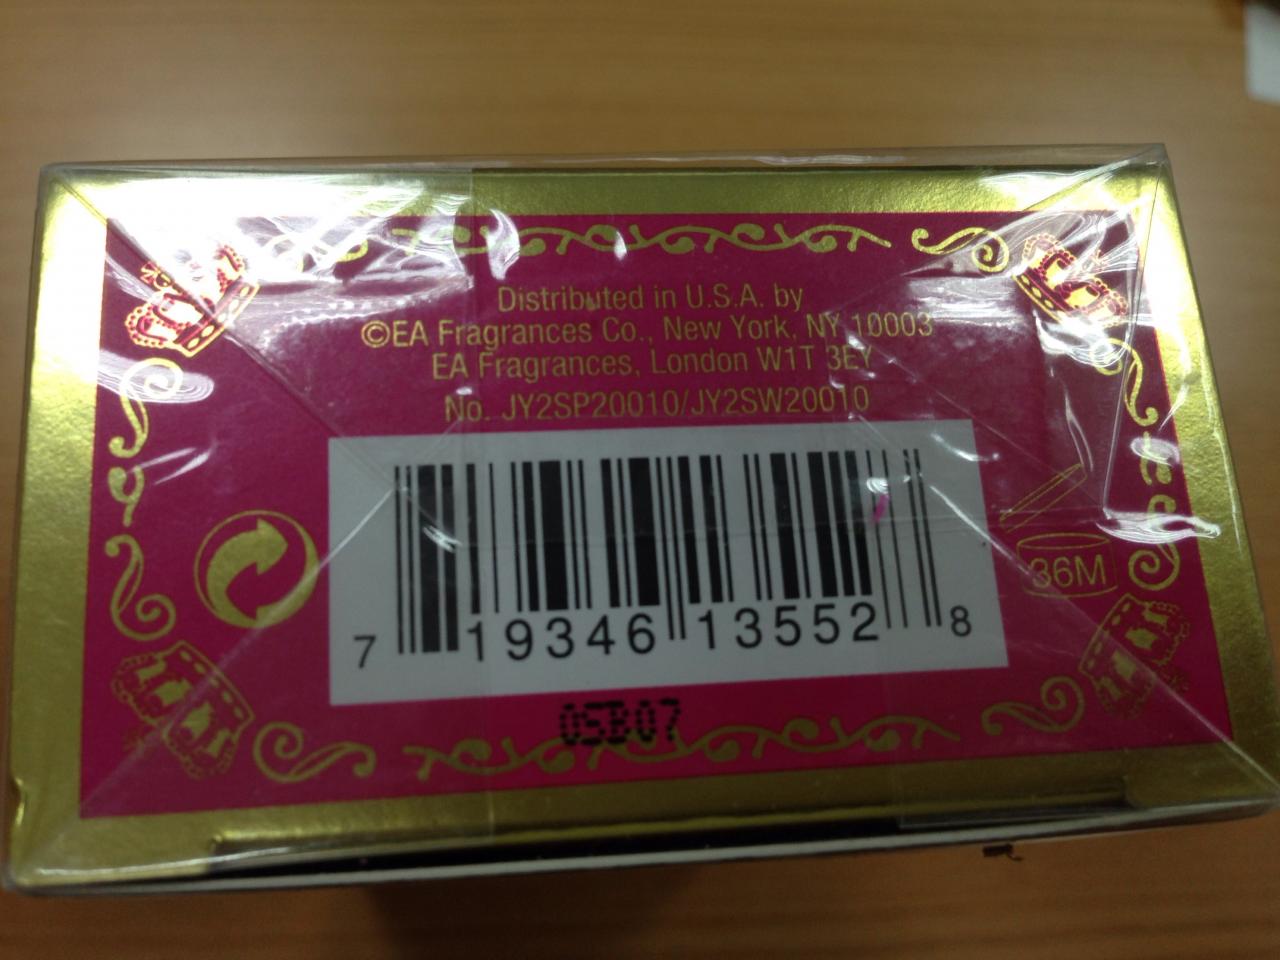 Distributed in U.S.A. by
©EA Fragrances Co., New York, NY 10003
EA Fragrances, London W1T 3EY
No. JY2SP20010/JY2SW20010
36M
7 19346 13552 8
05B07